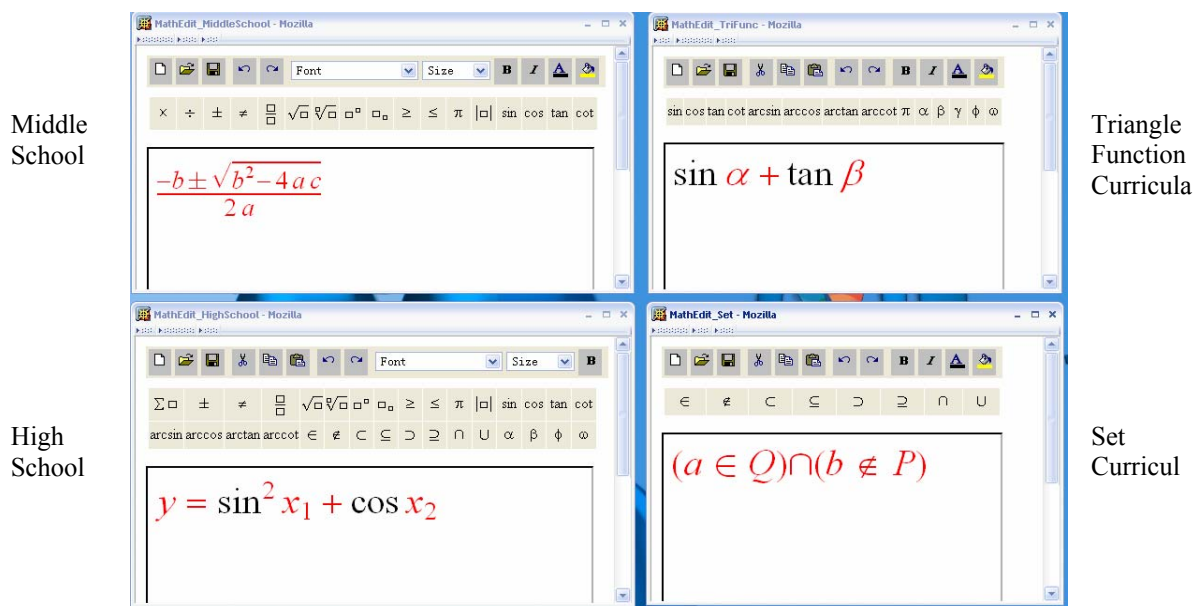 Middle
School
MathEdit_MiddleSchool - Mozilla
Font Size B I A
× ÷ ± ≠ □/□ √□ ⁿ√□ □□ □□ ≥ ≤ π |□| sin cos tan cot
(−b ± √(b² − 4 a c)) / (2 a)
MathEdit_TriFunc - Mozilla
B I A
sin cos tan cot arcsin arccos arctan arccot π α β γ ϕ ω
sin α + tan β
Triangle
Function
Curricula
High
School
MathEdit_HighSchool - Mozilla
Font Size B
∑□ ± ≠ □/□ √□ ⁿ√□ □□ □□ ≥ ≤ π |□| sin cos tan cot
arcsin arccos arctan arccot ∈ ∉ ⊂ ⊆ ⊃ ⊇ ∩ ∪ α β ϕ ω
y = sin² x₁ + cos x₂
MathEdit_Set - Mozilla
B I A
∈ ∉ ⊂ ⊆ ⊃ ⊇ ∩ ∪
(a ∈ Q)∩(b ∉ P)
Set
Curricul